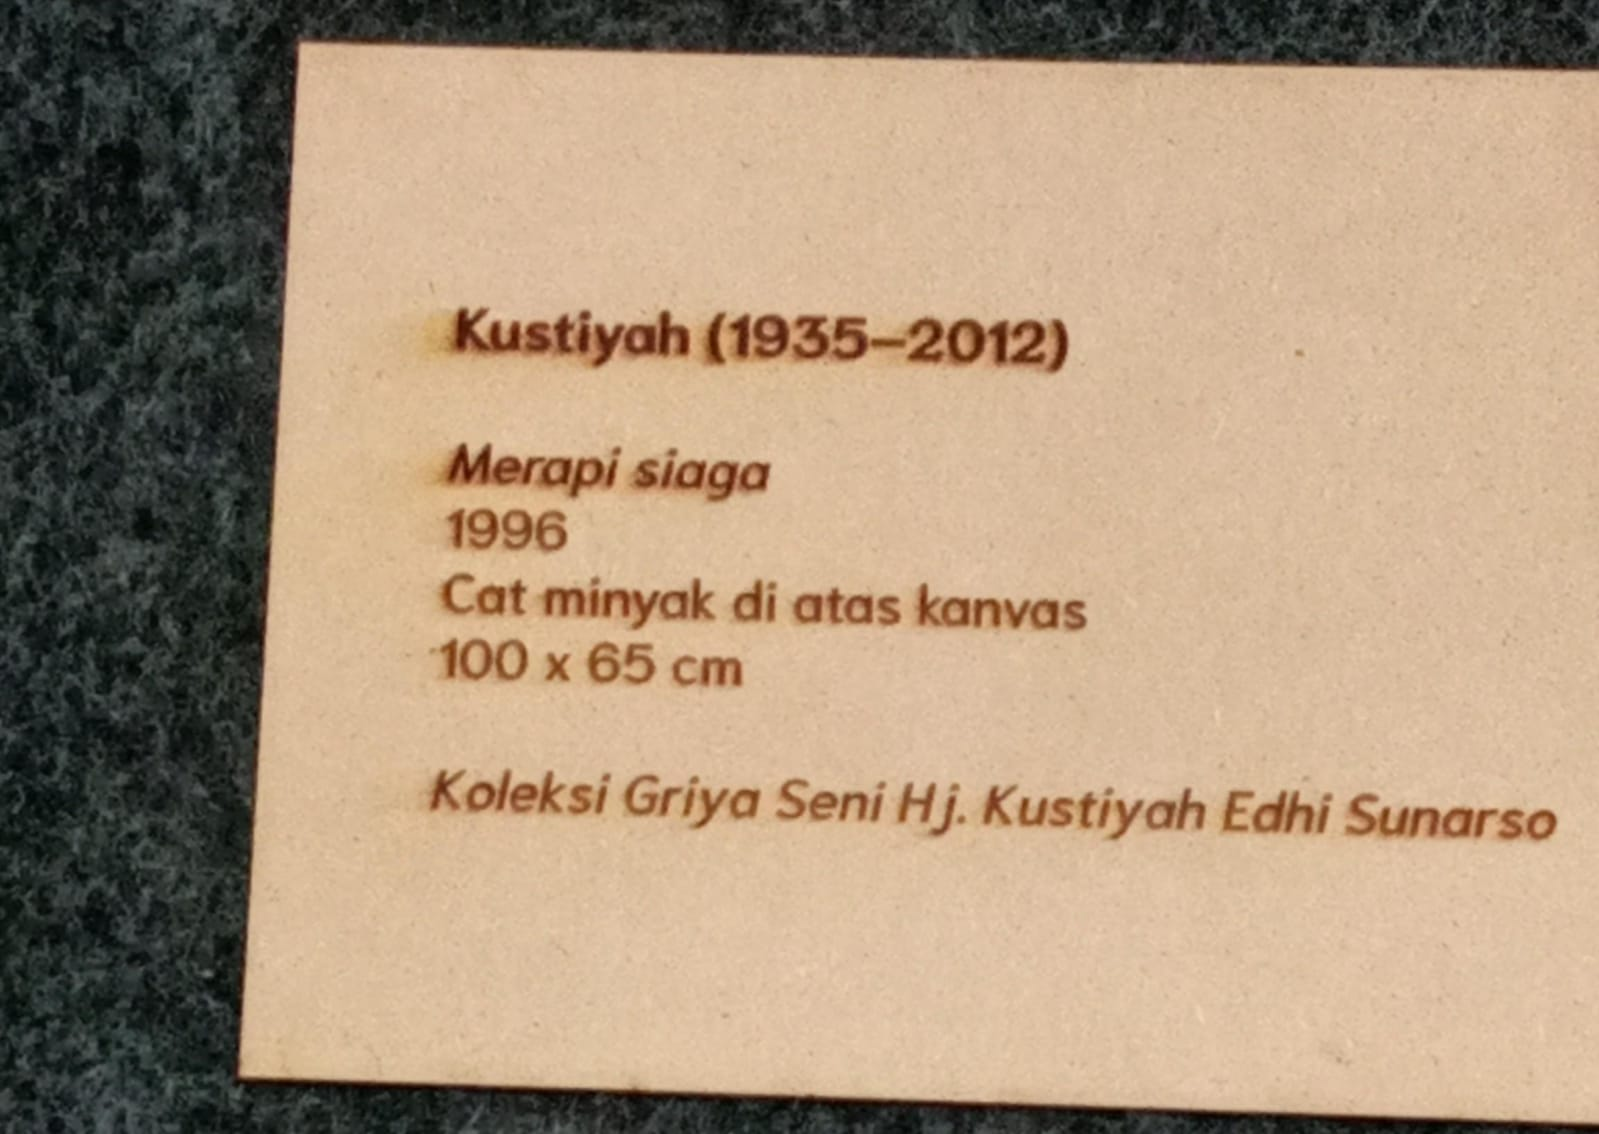 Kustiyah (1935–2012)
Merapi siaga
1996
Cat minyak di atas kanvas
100 x 65 cm
Koleksi Griya Seni Hj. Kustiyah Edhi Sunarso